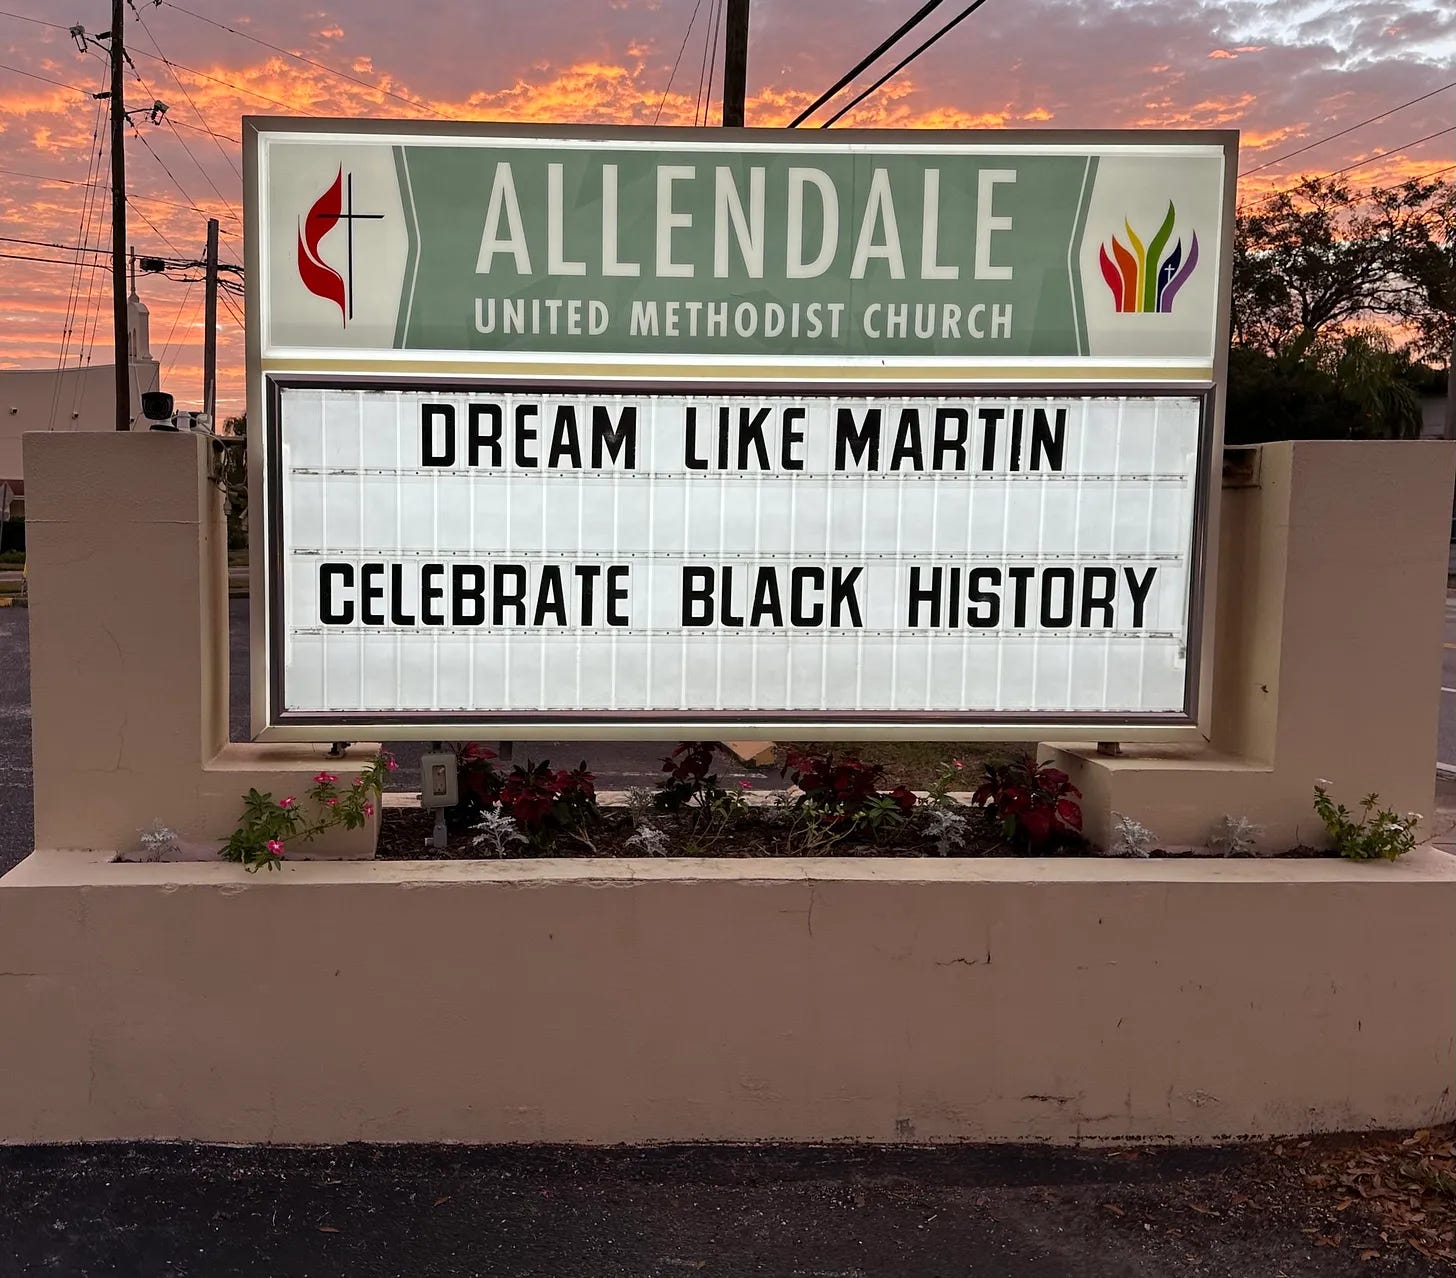 ALLENDALE
UNITED METHODIST CHURCH
DREAM LIKE MARTIN
CELEBRATE BLACK HISTORY